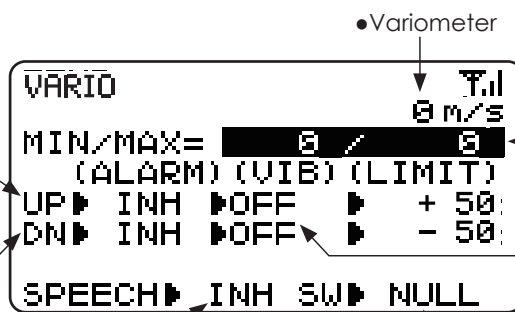 ●Variometer
VARIO
0 m/s
MIN/MAX= 0 / 0
(ALARM) (VIB) (LIMIT)
UP▶ INH ▶OFF ▶ + 50
DN▶ INH ▶OFF ▶ - 50
SPEECH▶ INH SW▶ NULL